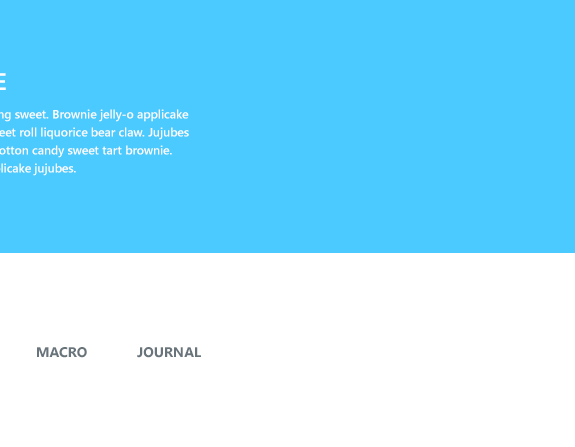 E
ng sweet. Brownie jelly-o applicake
eet roll liquorice bear claw. Jujubes
otton candy sweet tart brownie.
licake jujubes.
MACRO JOURNAL